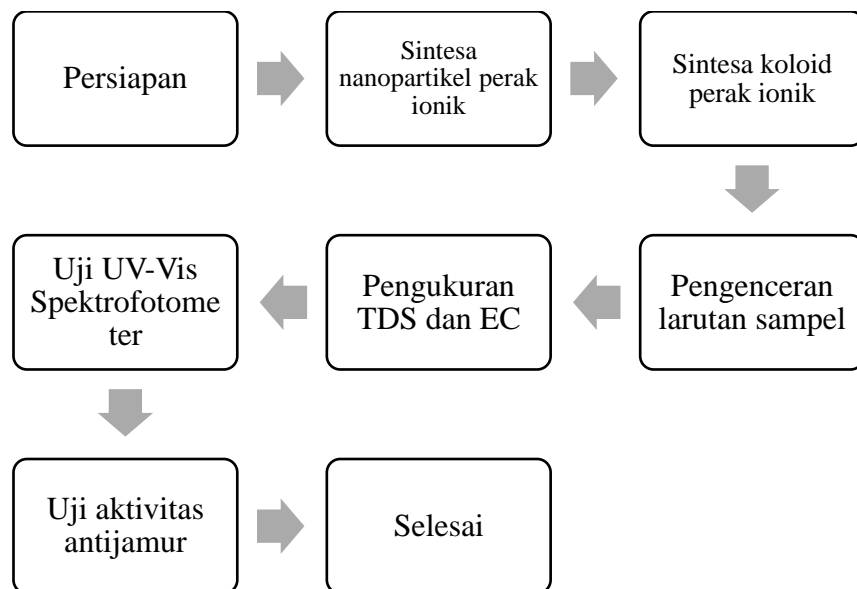 Persiapan
Sintesa
nanopartikel perak
ionik
Sintesa koloid
perak ionik
Pengenceran
larutan sampel
Pengukuran
TDS dan EC
Uji UV-Vis
Spektrofotome
ter
Uji aktivitas
antijamur
Selesai